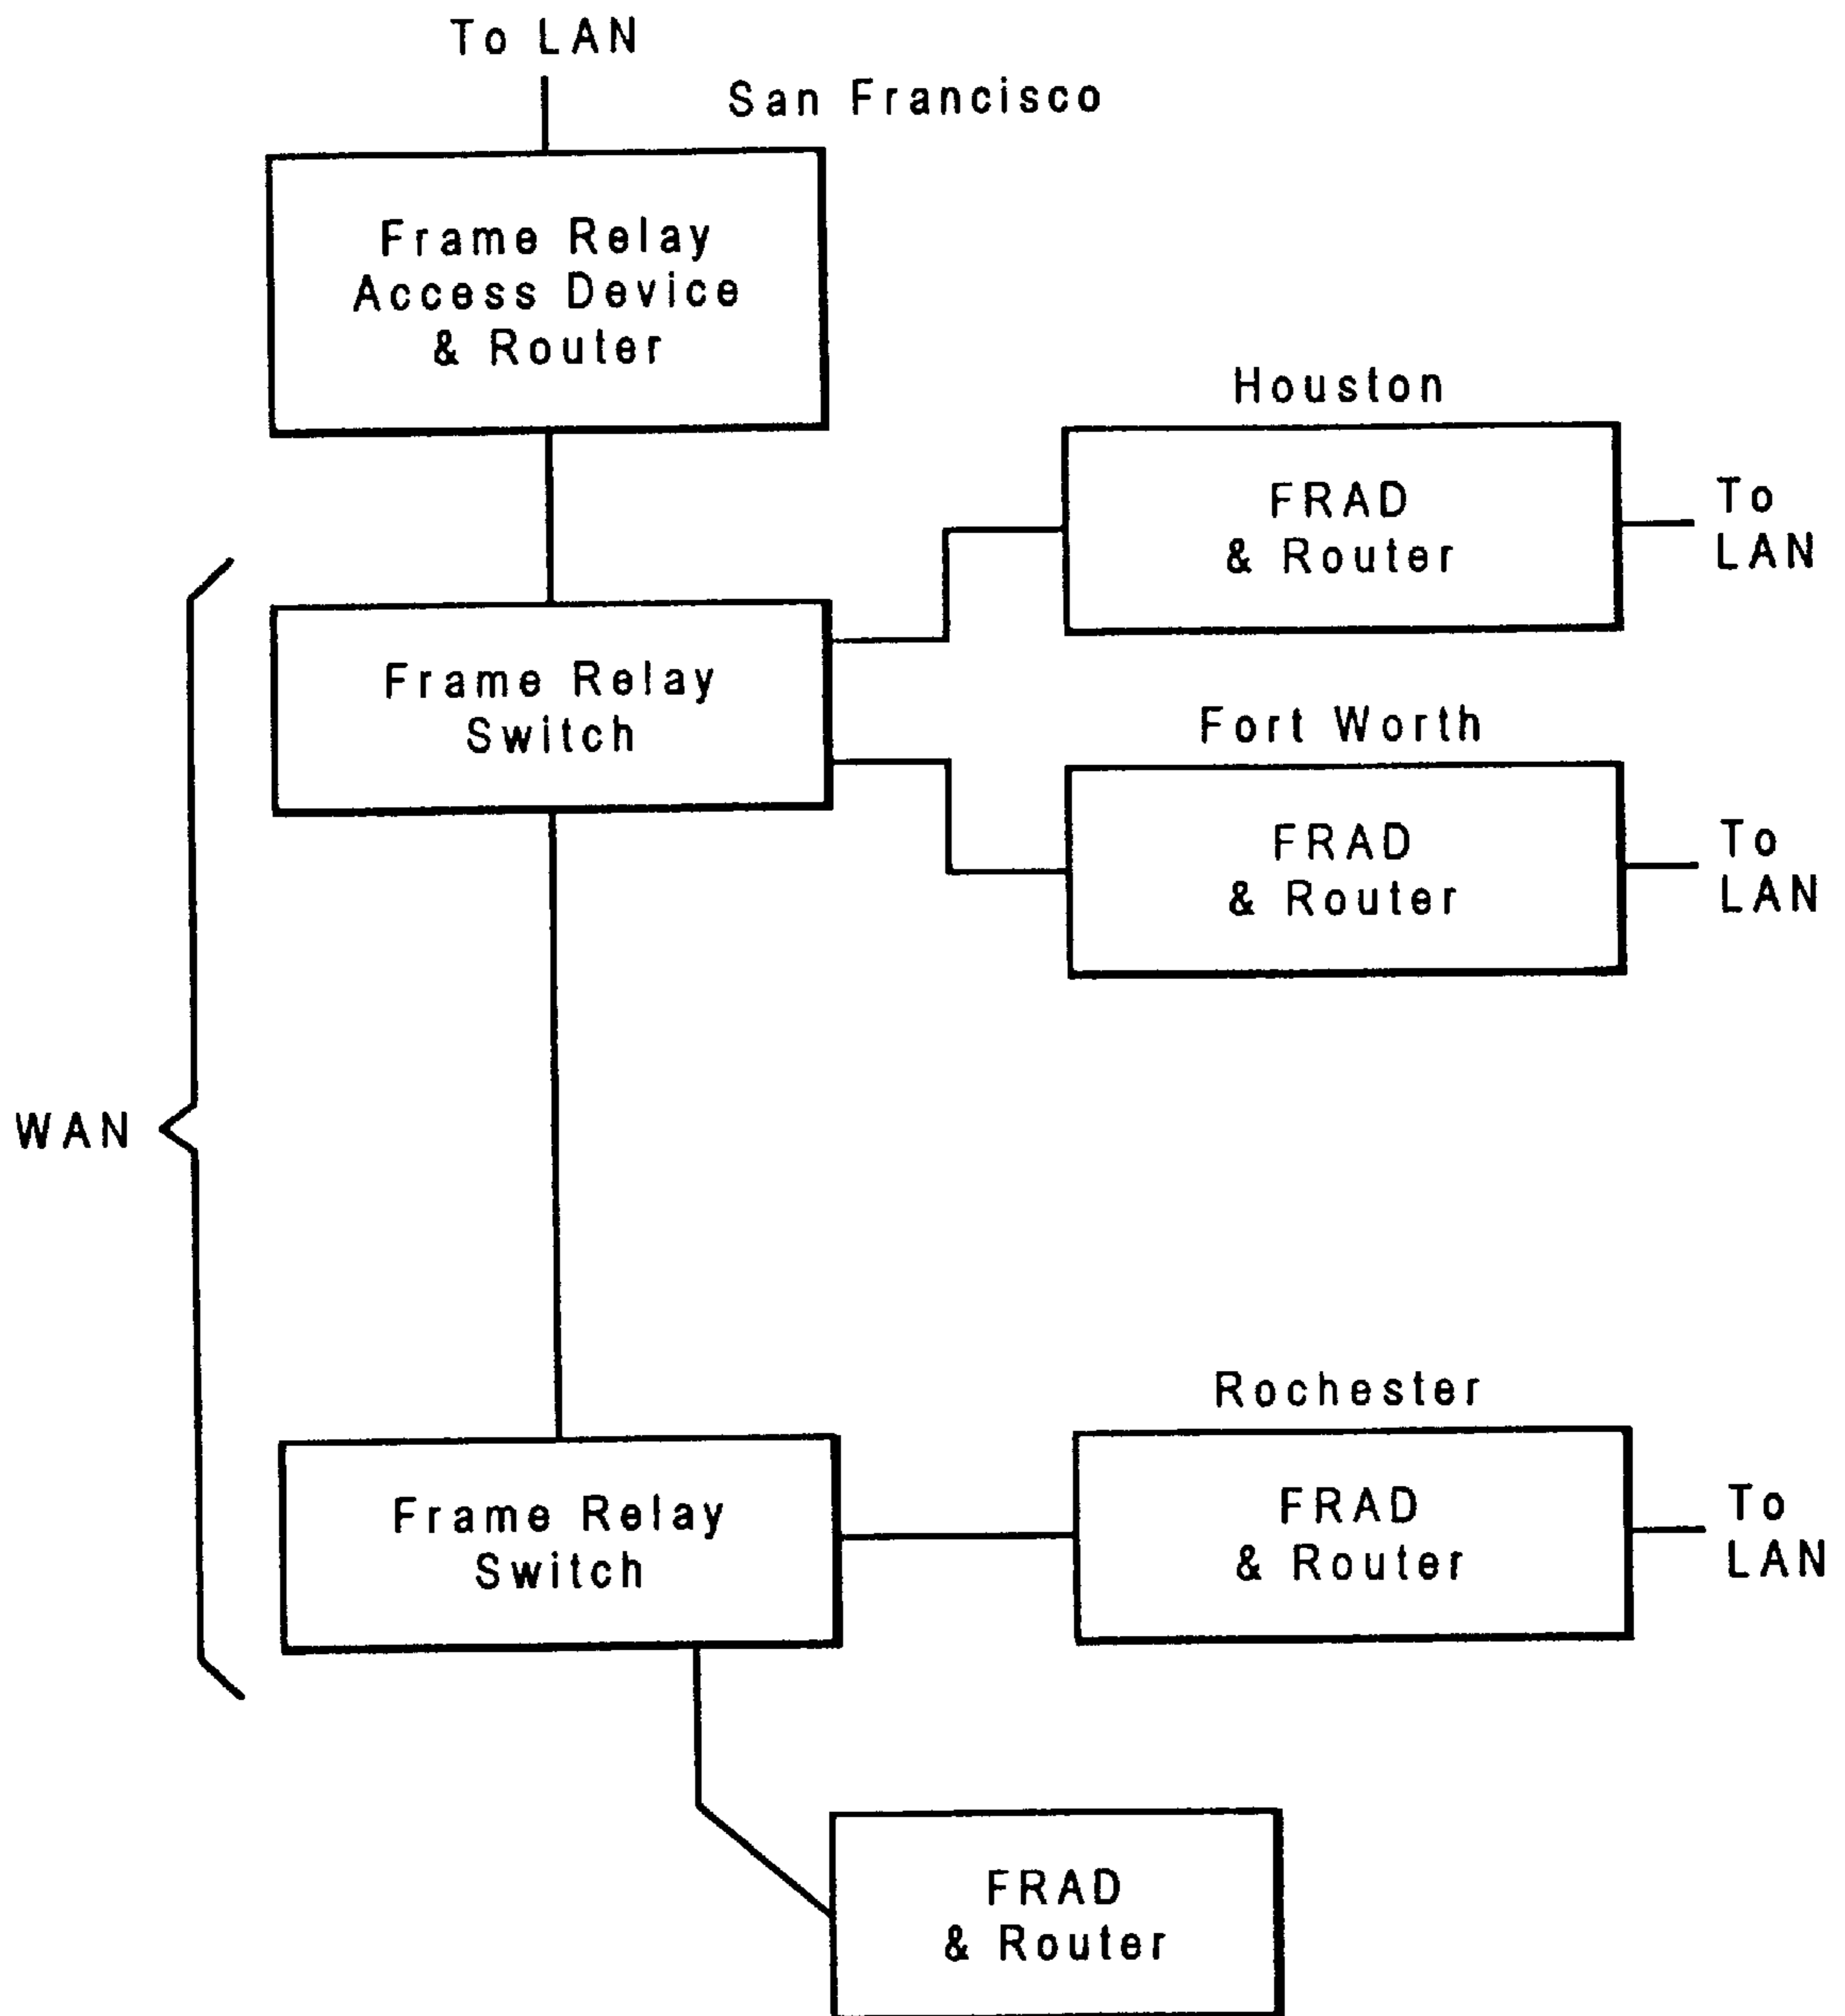 To LAN
San Francisco
Frame Relay
Access Device
& Router
Houston
FRAD
& Router
To
LAN
Frame Relay
Switch
Fort Worth
FRAD
& Router
To
LAN
WAN
Rochester
Frame Relay
Switch
FRAD
& Router
To
LAN
FRAD
& Router